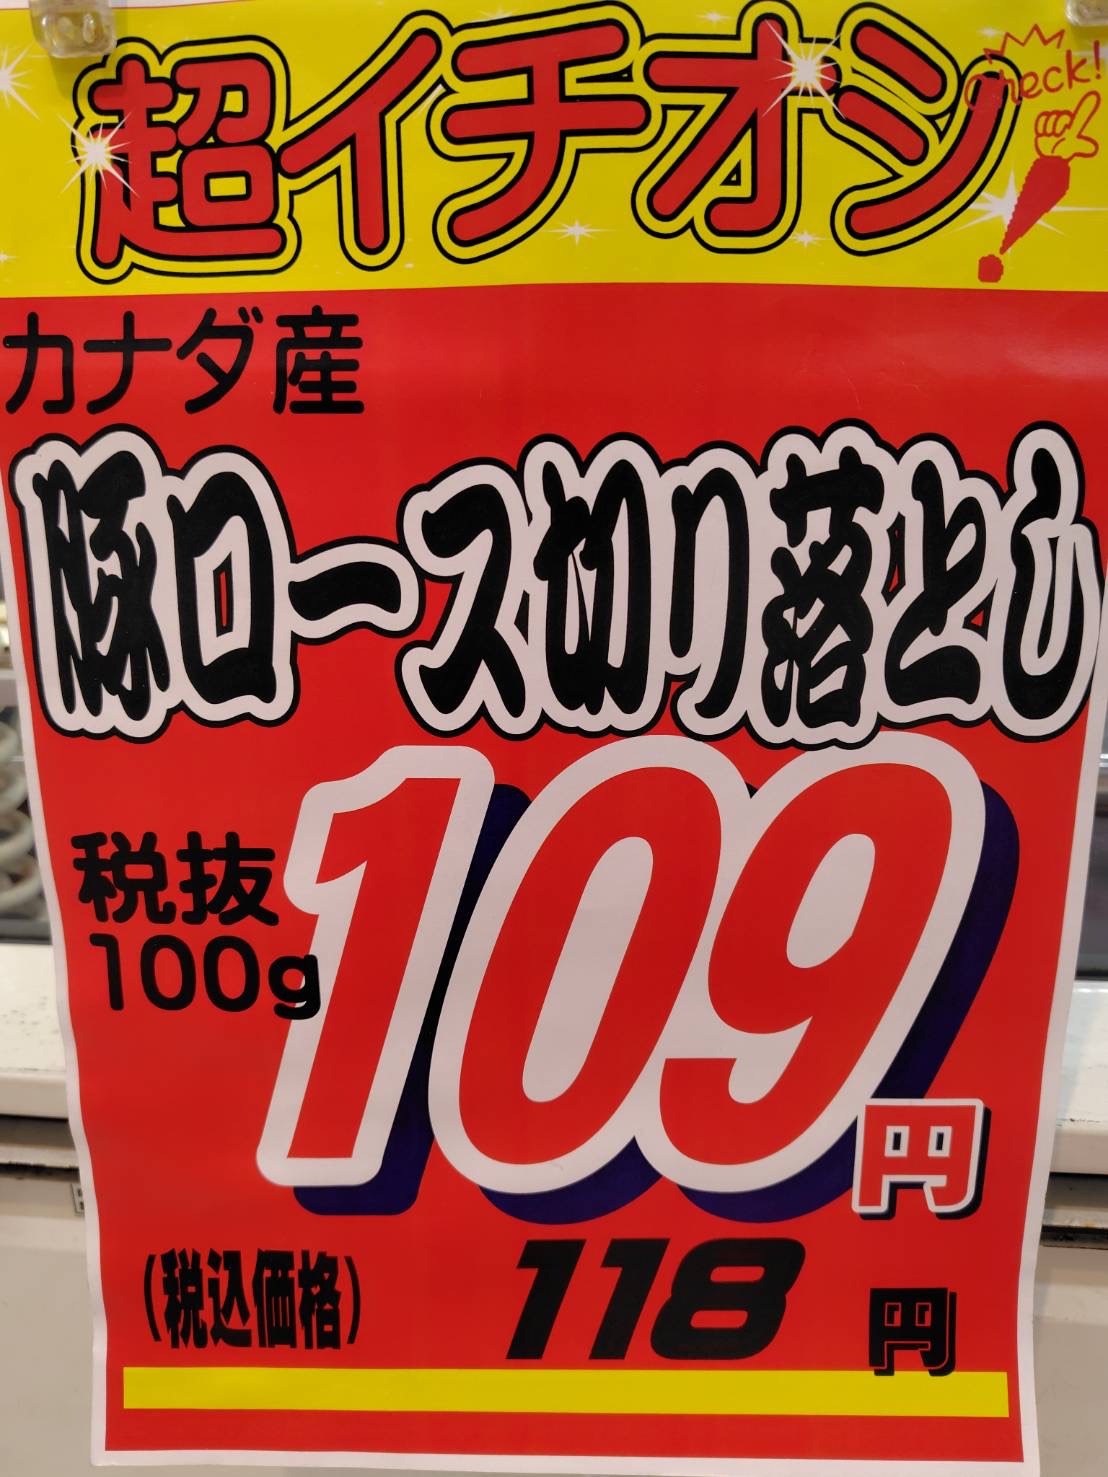 超イチオシ
Check!
カナダ産
豚ロース切り落とし
税抜
100g
109円
(税込価格) 118円